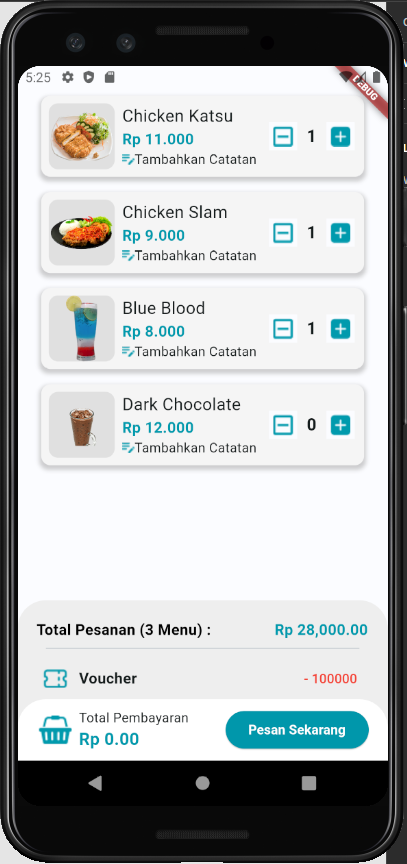 5:25
DEBUG
Chicken Katsu
Rp 11.000
1
Tambahkan Catatan
Chicken Slam
Rp 9.000
1
Tambahkan Catatan
Blue Blood
Rp 8.000
1
Tambahkan Catatan
Dark Chocolate
Rp 12.000
0
Tambahkan Catatan
Total Pesanan (3 Menu) : Rp 28,000.00
Voucher - 100000
Total Pembayaran
Rp 0.00
Pesan Sekarang